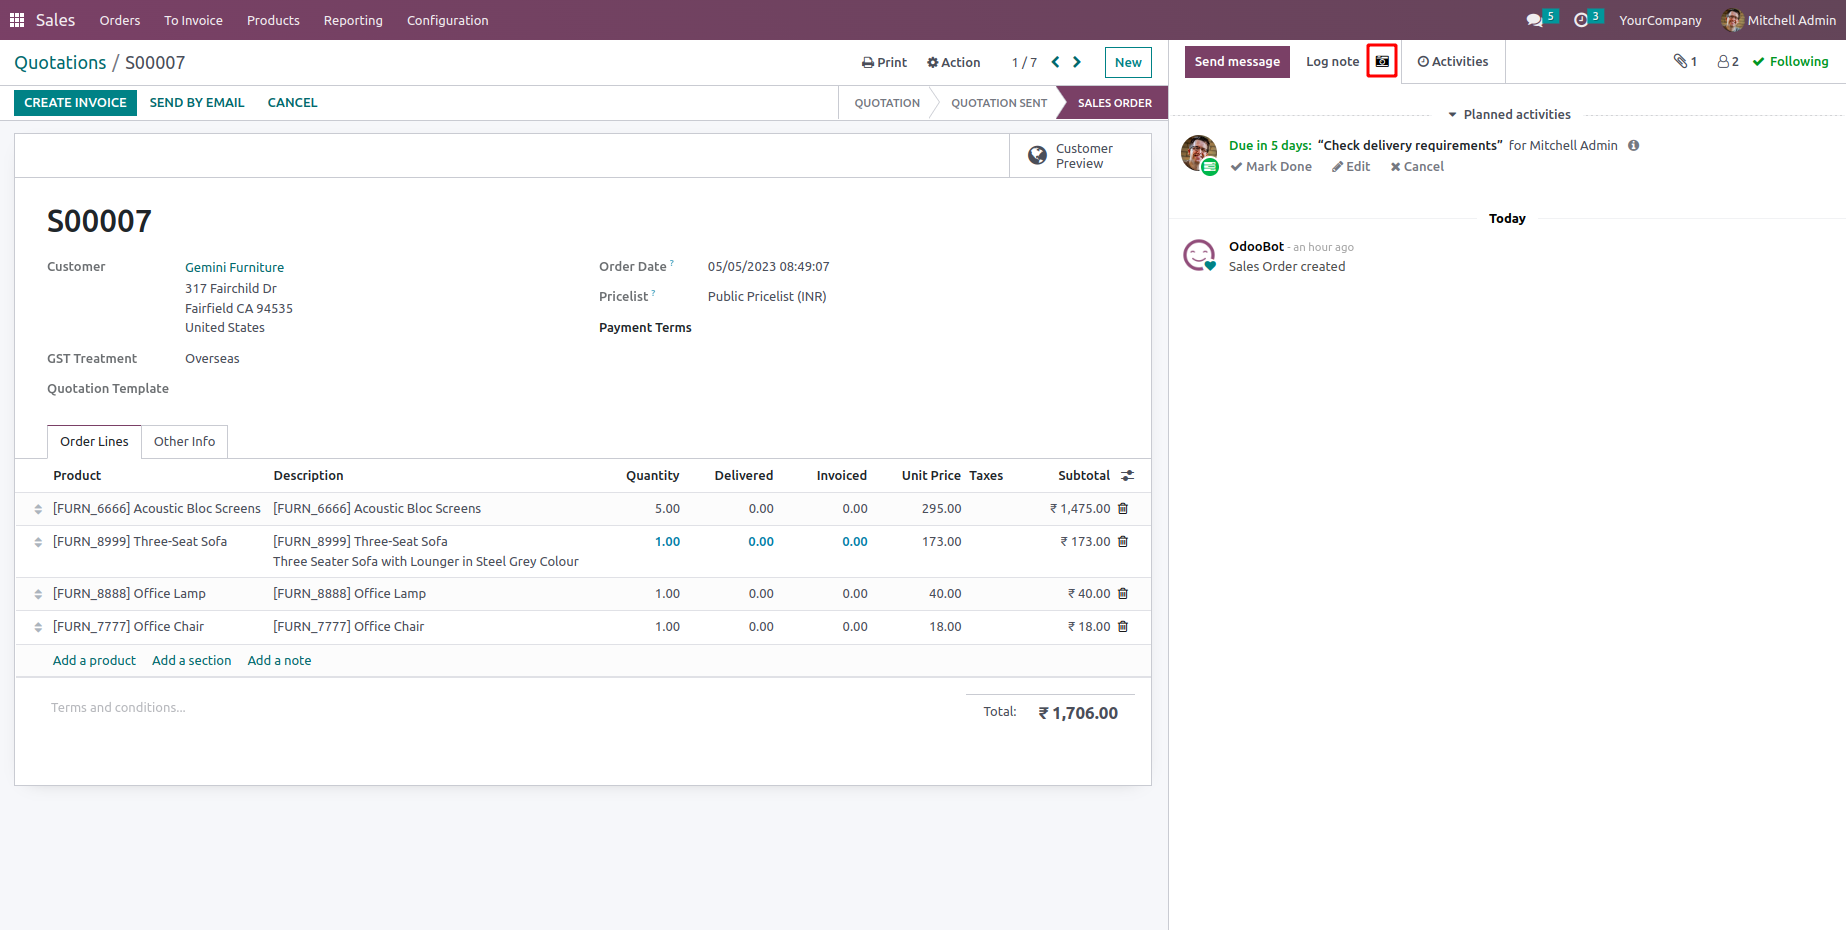 Sales Orders To Invoice Products Reporting Configuration 5 3 YourCompany Mitchell Admin
Quotations / S00007 Print Action 1 / 7 New
CREATE INVOICE SEND BY EMAIL CANCEL QUOTATION QUOTATION SENT SALES ORDER
Customer
Preview
S00007
Customer Gemini Furniture
317 Fairchild Dr
Fairfield CA 94535
United States
GST Treatment Overseas
Quotation Template
Order Date ? 05/05/2023 08:49:07
Pricelist ? Public Pricelist (INR)
Payment Terms
Order Lines Other Info
Product Description Quantity Delivered Invoiced Unit Price Taxes Subtotal
[FURN_6666] Acoustic Bloc Screens [FURN_6666] Acoustic Bloc Screens 5.00 0.00 0.00 295.00 ₹ 1,475.00
[FURN_8999] Three-Seat Sofa [FURN_8999] Three-Seat Sofa 1.00 0.00 0.00 173.00 ₹ 173.00
Three Seater Sofa with Lounger in Steel Grey Colour
[FURN_8888] Office Lamp [FURN_8888] Office Lamp 1.00 0.00 0.00 40.00 ₹ 40.00
[FURN_7777] Office Chair [FURN_7777] Office Chair 1.00 0.00 0.00 18.00 ₹ 18.00
Add a product Add a section Add a note
Terms and conditions...
Total: ₹ 1,706.00
Send message Log note Activities 1 2 Following
Planned activities
Due in 5 days: “Check delivery requirements” for Mitchell Admin
Mark Done Edit Cancel
Today
OdooBot - an hour ago
Sales Order created